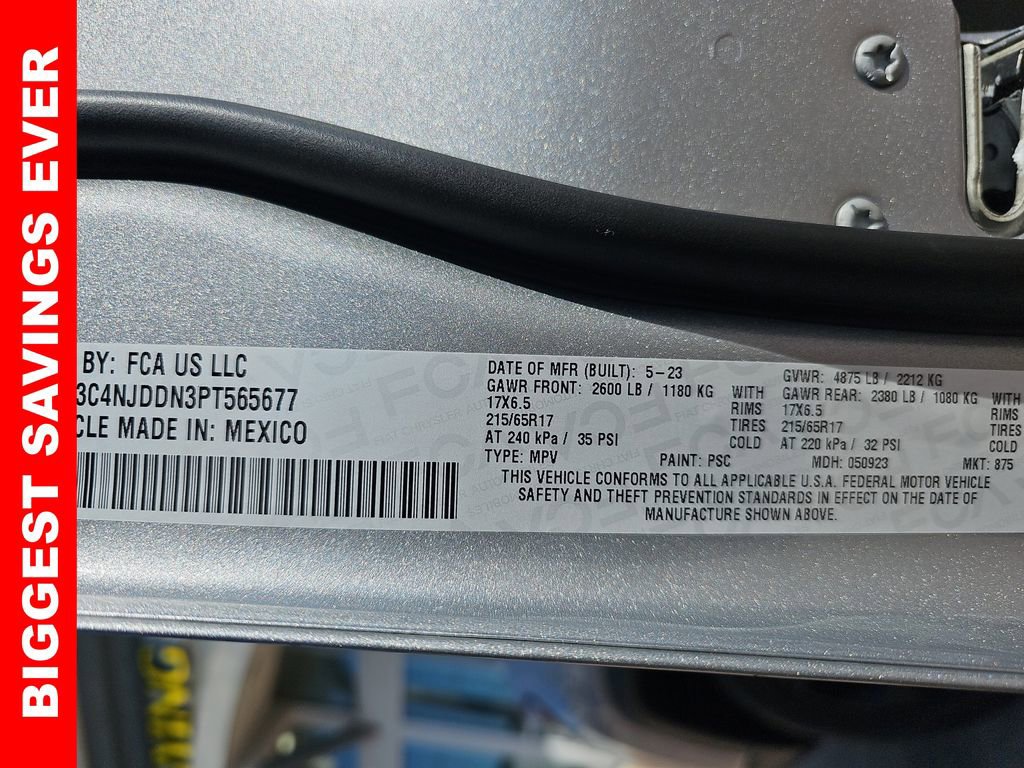 BIGGEST SAVINGS EVER
BY: FCA US LLC
3C4NJDDN3PT565677
CLE MADE IN: MEXICO
DATE OF MFR (BUILT): 5-23
GAWR FRONT: 2600 LB / 1180 KG WITH
17X6.5 RIMS
215/65R17 TIRES
AT 240 kPa / 35 PSI COLD
GVWR: 4875 LB / 2212 KG
GAWR REAR: 2380 LB / 1080 KG WITH
17X6.5 RIMS
215/65R17 TIRES
AT 220 kPa / 32 PSI COLD
TYPE: MPV PAINT: PSC MDH: 050923 MKT: 875
THIS VEHICLE CONFORMS TO ALL APPLICABLE U.S.A. FEDERAL MOTOR VEHICLE
SAFETY AND THEFT PREVENTION STANDARDS IN EFFECT ON THE DATE OF
MANUFACTURE SHOWN ABOVE.